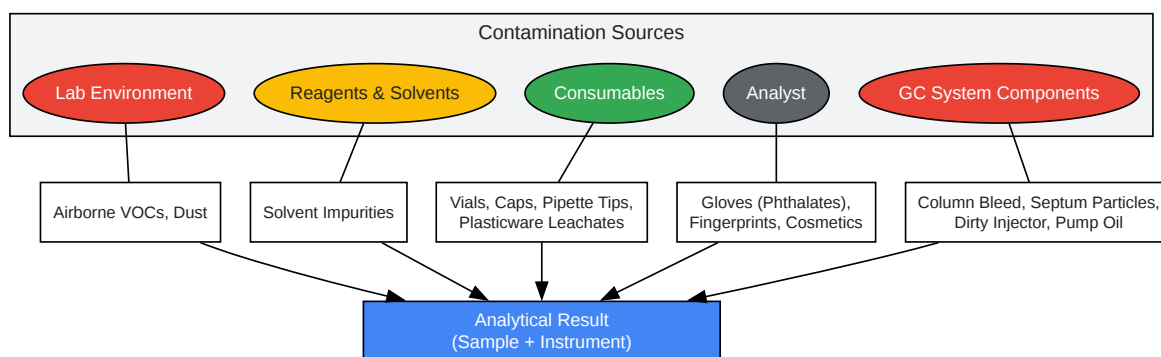 Contamination Sources
Lab Environment
Reagents & Solvents
Consumables
Analyst
GC System Components
Airborne VOCs, Dust
Solvent Impurities
Vials, Caps, Pipette Tips,
Plasticware Leachates
Gloves (Phthalates),
Fingerprints, Cosmetics
Column Bleed, Septum Particles,
Dirty Injector, Pump Oil
Analytical Result
(Sample + Instrument)